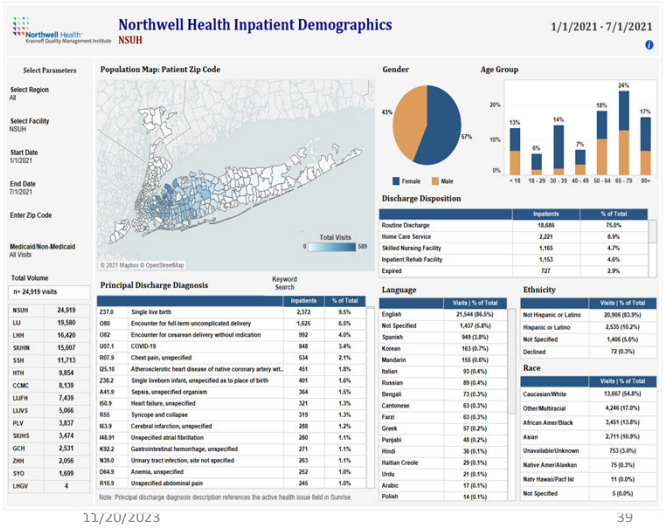 Northwell Health®
Krasnoff Quality Management Institute
Northwell Health Inpatient Demographics
NSUH
1/1/2021 - 7/1/2021
Select Parameters
Select Region
All
Select Facility
NSUH
Start Date
1/1/2021
End Date
7/1/2021
Enter Zip Code
Medicaid/Non-Medicaid
All Visits
Total Volume
n= 24,919 visits
NSUH 24,919
LIJ 19,580
LHH 16,420
SIUHN 15,007
SSH 11,713
HTH 9,854
CCMC 8,139
LIJFH 7,439
LIJVS 5,066
PLV 3,837
SIUHS 3,474
GCH 2,531
ZHH 2,056
SYO 1,699
LHGV 4
Population Map: Patient Zip Code
Total Visits
0 589
© 2021 Mapbox © OpenStreetMap
Principal Discharge Diagnosis
Keyword
Search
Inpatients % of Total
Z37.0 Single live birth 2,372 9.5%
O80 Encounter for full-term uncomplicated delivery 1,625 6.5%
O82 Encounter for cesarean delivery without indication 992 4.0%
U07.1 COVID-19 848 3.4%
R07.9 Chest pain, unspecified 534 2.1%
I25.10 Atherosclerotic heart disease of native coronary artery wit.. 451 1.8%
Z38.2 Single liveborn infant, unspecified as to place of birth 401 1.6%
A41.9 Sepsis, unspecified organism 364 1.5%
I50.9 Heart failure, unspecified 321 1.3%
R55 Syncope and collapse 319 1.3%
I63.9 Cerebral infarction, unspecified 288 1.2%
I48.91 Unspecified atrial fibrillation 280 1.1%
K92.2 Gastrointestinal hemorrhage, unspecified 271 1.1%
N39.0 Urinary tract infection, site not specified 263 1.1%
D64.9 Anemia, unspecified 252 1.0%
R10.9 Unspecified abdominal pain 245 1.0%
Note: Principal discharge diagnosis description references the active health issue field in Sunrise.
Gender
43%
57%
Female Male
Age Group
20%
10%
0%
13% 6% 14% 7% 18% 24% 17%
< 18 18 - 29 30 - 39 40 - 49 50 - 64 65 - 79 80+
Discharge Disposition
Inpatients % of Total
Routine Discharge 18,686 75.0%
Home Care Service 2,221 8.9%
Skilled Nursing Facility 1,165 4.7%
Inpatient Rehab Facility 1,153 4.6%
Expired 727 2.9%
Language
Visits | % of Total
English 21,544 (86.5%)
Not Specified 1,437 (5.8%)
Spanish 949 (3.8%)
Korean 163 (0.7%)
Mandarin 155 (0.6%)
Italian 93 (0.4%)
Russian 89 (0.4%)
Bengali 73 (0.3%)
Cantonese 63 (0.3%)
Farzi 63 (0.3%)
Greek 57 (0.2%)
Punjabi 48 (0.2%)
Hindi 36 (0.1%)
Haitian Creole 29 (0.1%)
Urdu 21 (0.1%)
Arabic 17 (0.1%)
Polish 14 (0.1%)
Ethnicity
Visits | % of Total
Not Hispanic or Latino 20,906 (83.9%)
Hispanic or Latino 2,535 (10.2%)
Not Specified 1,406 (5.6%)
Declined 72 (0.3%)
Race
Visits | % of Total
Caucasian/White 13,667 (54.8%)
Other/Multiracial 4,246 (17.0%)
African Amer/Black 3,451 (13.8%)
Asian 2,711 (10.9%)
Unavailable/Unknown 753 (3.0%)
Native Amer/Alaskan 75 (0.3%)
Natv Hawaii/Pacf Isl 11 (0.0%)
Not Specified 5 (0.0%)
11/20/2023
39